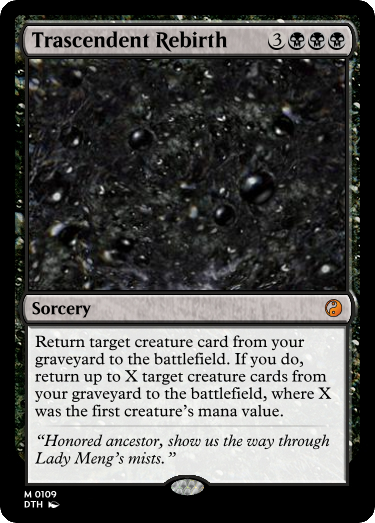 Trascendent Rebirth 3
Sorcery
Return target creature card from your
graveyard to the battlefield. If you do,
return up to X target creature cards from
your graveyard to the battlefield, where X
was the first creature's mana value.
“Honored ancestor, show us the way through
Lady Meng's mists.”
M 0109
DTH